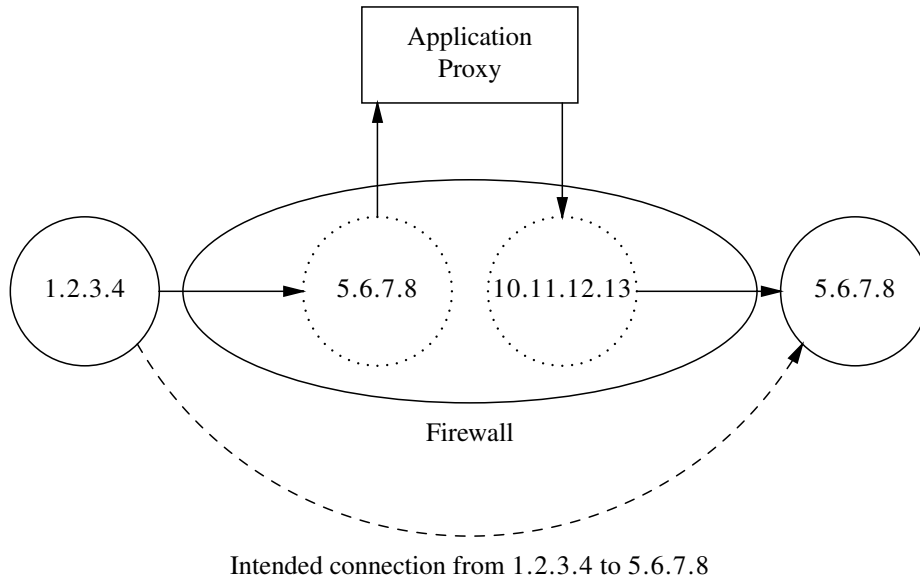 Application
Proxy
1.2.3.4
5.6.7.8
10.11.12.13
5.6.7.8
Firewall
Intended connection from 1.2.3.4 to 5.6.7.8